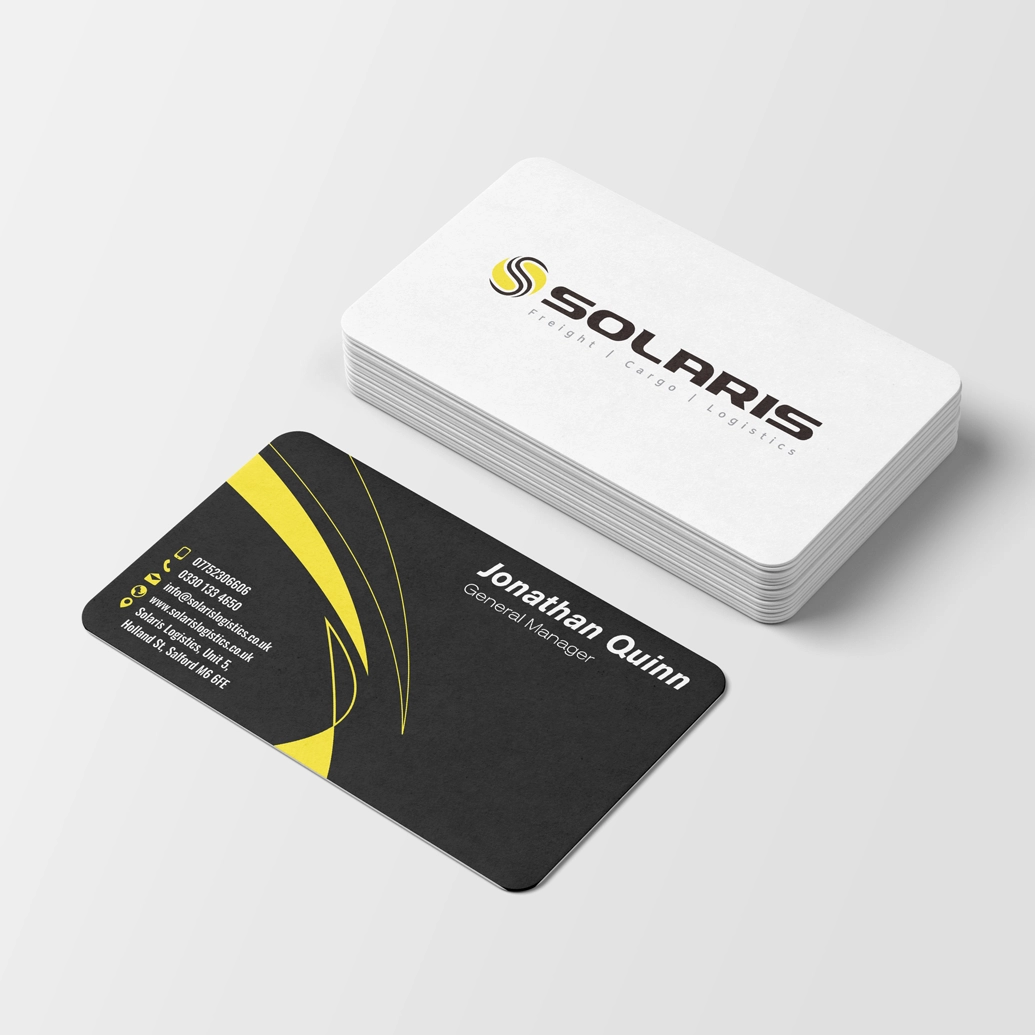 SOLARIS
Freight | Cargo | Logistics
Jonathan Quinn
General Manager
07752306606
0330 133 4650
info@solarislogistics.co.uk
www.solarislogistics.co.uk
Solaris Logistics, Unit 5,
Holland St, Salford M6 6FE